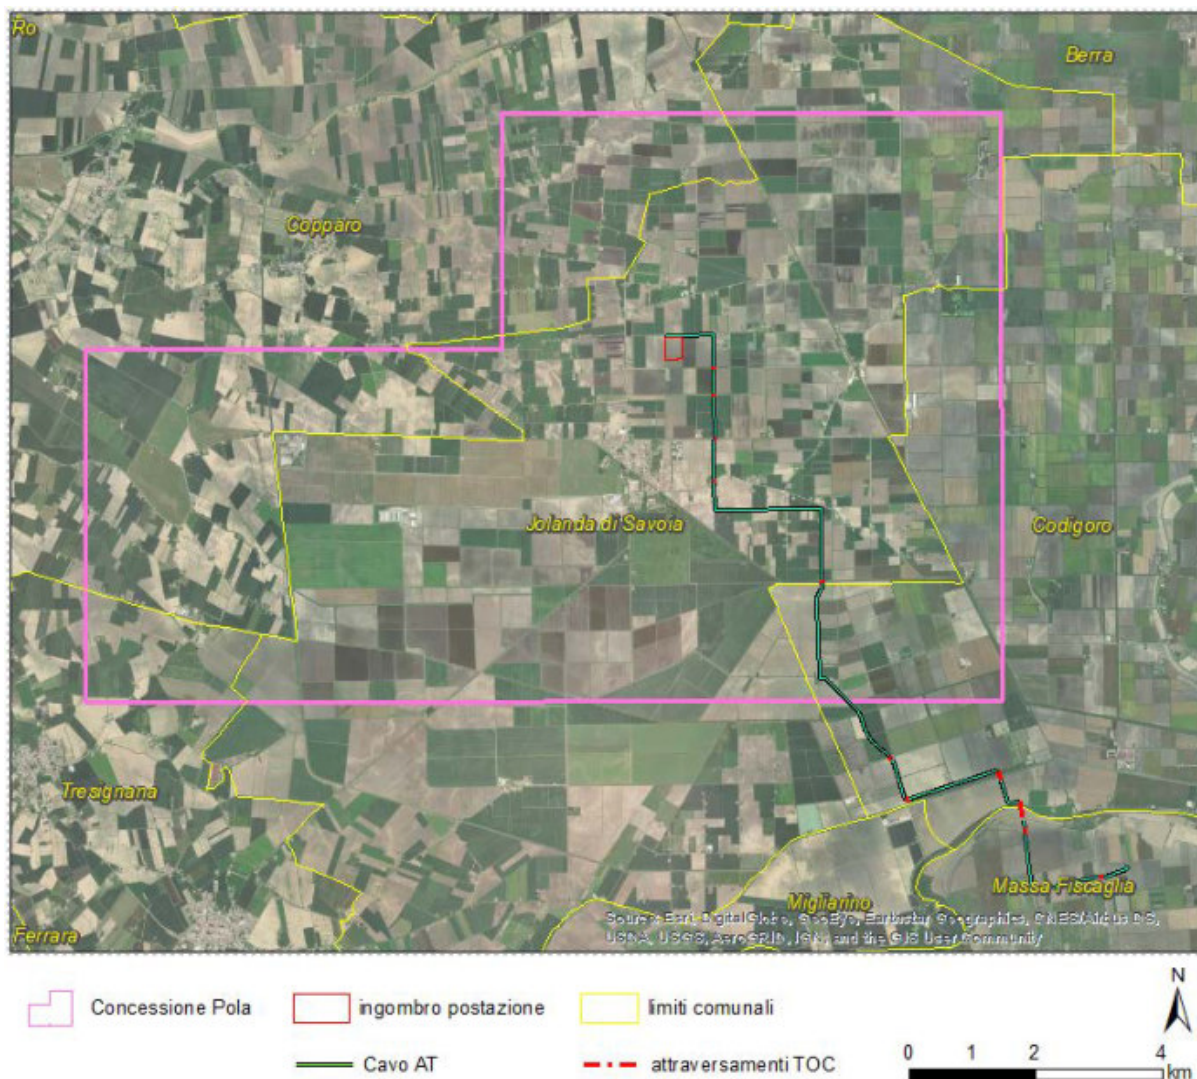 Ro
Berra
Copparo
Jolanda di Savoia
Codigoro
Tresignana
Massa Fiscaglia
Migliarino
Ferrara
Source: Esri, DigitalGlobe, GeoEye, Earthstar Geographics, CNES/Airbus DS,
USDA, USGS, AeroGRID, IGN, and the GIS User Community
Concessione Pola
ingombro postazione
limiti comunali
N
Cavo AT
attraversamenti TOC
0 1 2 4
km